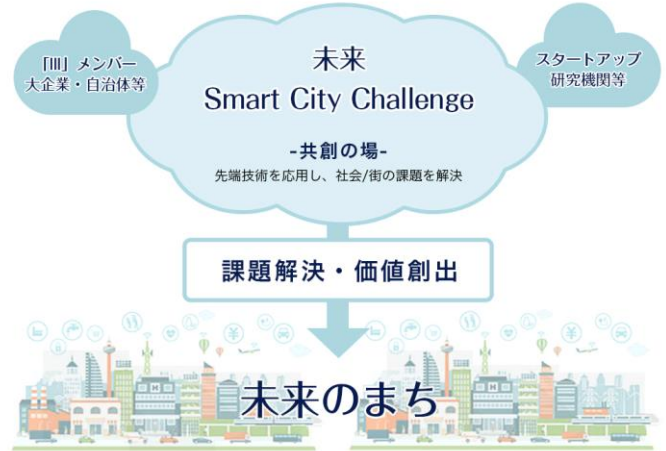 「III」メンバー
大企業・自治体等
未来
Smart City Challenge
スタートアップ
研究機関等
-共創の場-
先端技術を応用し、社会/街の課題を解決
課題解決・価値創出
未来のまち